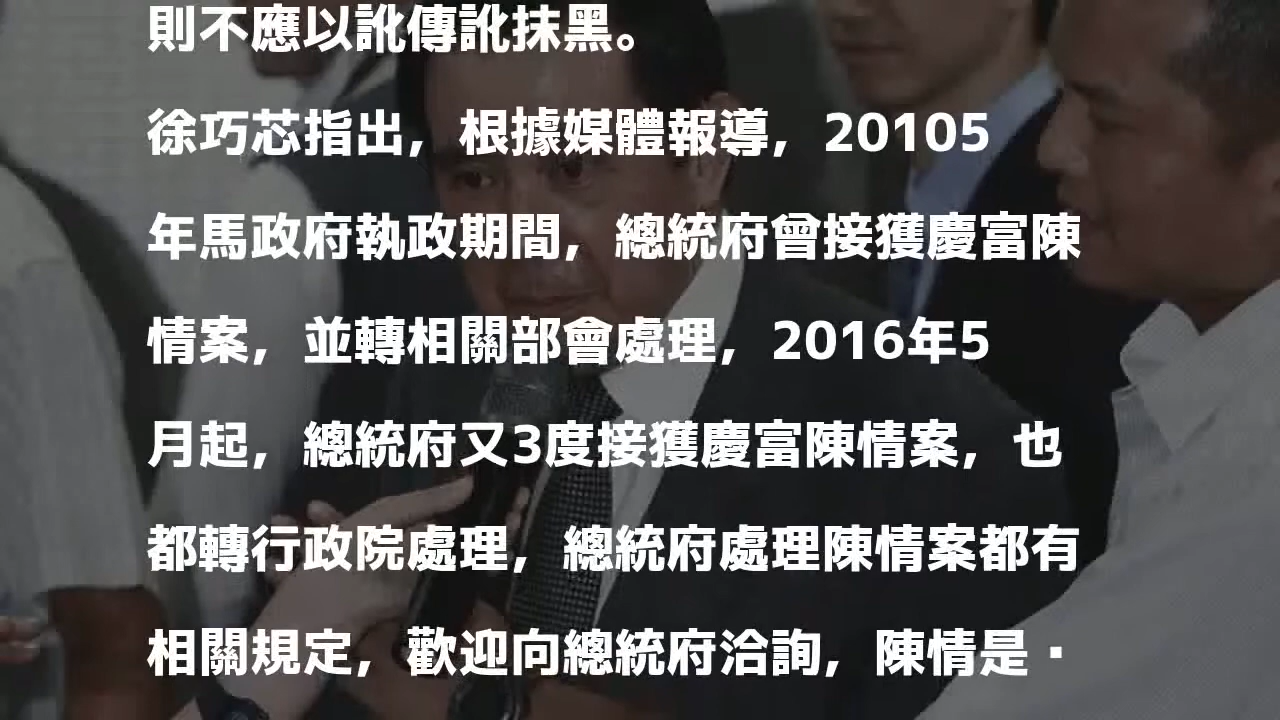 則不應以訛傳訛抹黑。
徐巧芯指出，根據媒體報導，20105
年馬政府執政期間，總統府曾接獲慶富陳
情案，並轉相關部會處理，2016年5
月起，總統府又3度接獲慶富陳情案，也
都轉行政院處理，總統府處理陳情案都有
相關規定，歡迎向總統府洽詢，陳情是·